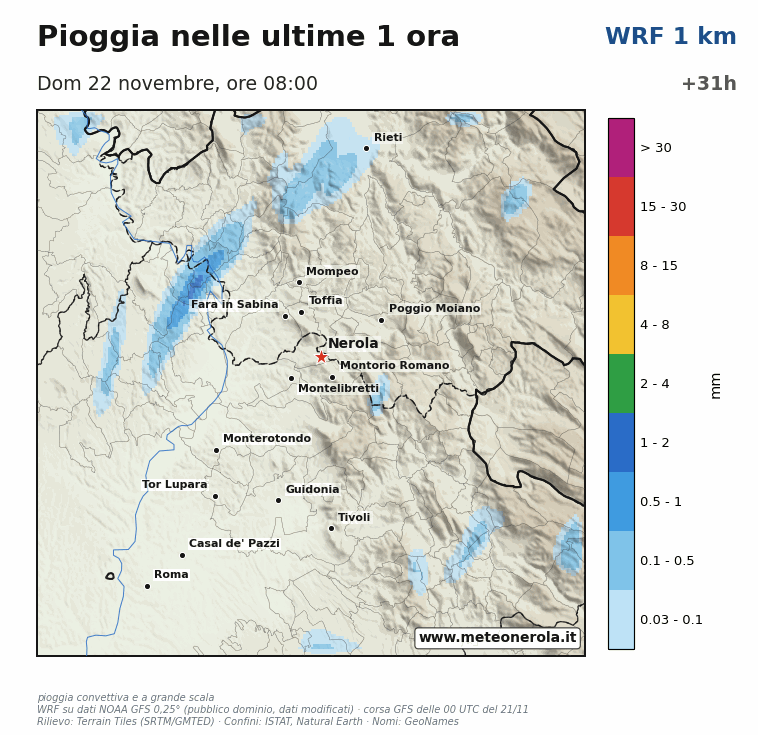 Pioggia nelle ultime 1 ora
WRF 1 km
Dom 22 novembre, ore 08:00
+31h
Rieti
> 30
15 - 30
8 - 15
4 - 8
2 - 4
1 - 2
0.5 - 1
0.1 - 0.5
0.03 - 0.1
mm
Mompeo
Fara in Sabina
Toffia
Poggio Moiano
Nerola
Montorio Romano
Montelibretti
Monterotondo
Tor Lupara
Guidonia
Tivoli
Casal de' Pazzi
Roma
www.meteonerola.it
pioggia convettiva e a grande scala
WRF su dati NOAA GFS 0,25° (pubblico dominio, dati modificati) · corsa GFS delle 00 UTC del 21/11
Rilievo: Terrain Tiles (SRTM/GMTED) · Confini: ISTAT, Natural Earth · Nomi: GeoNames